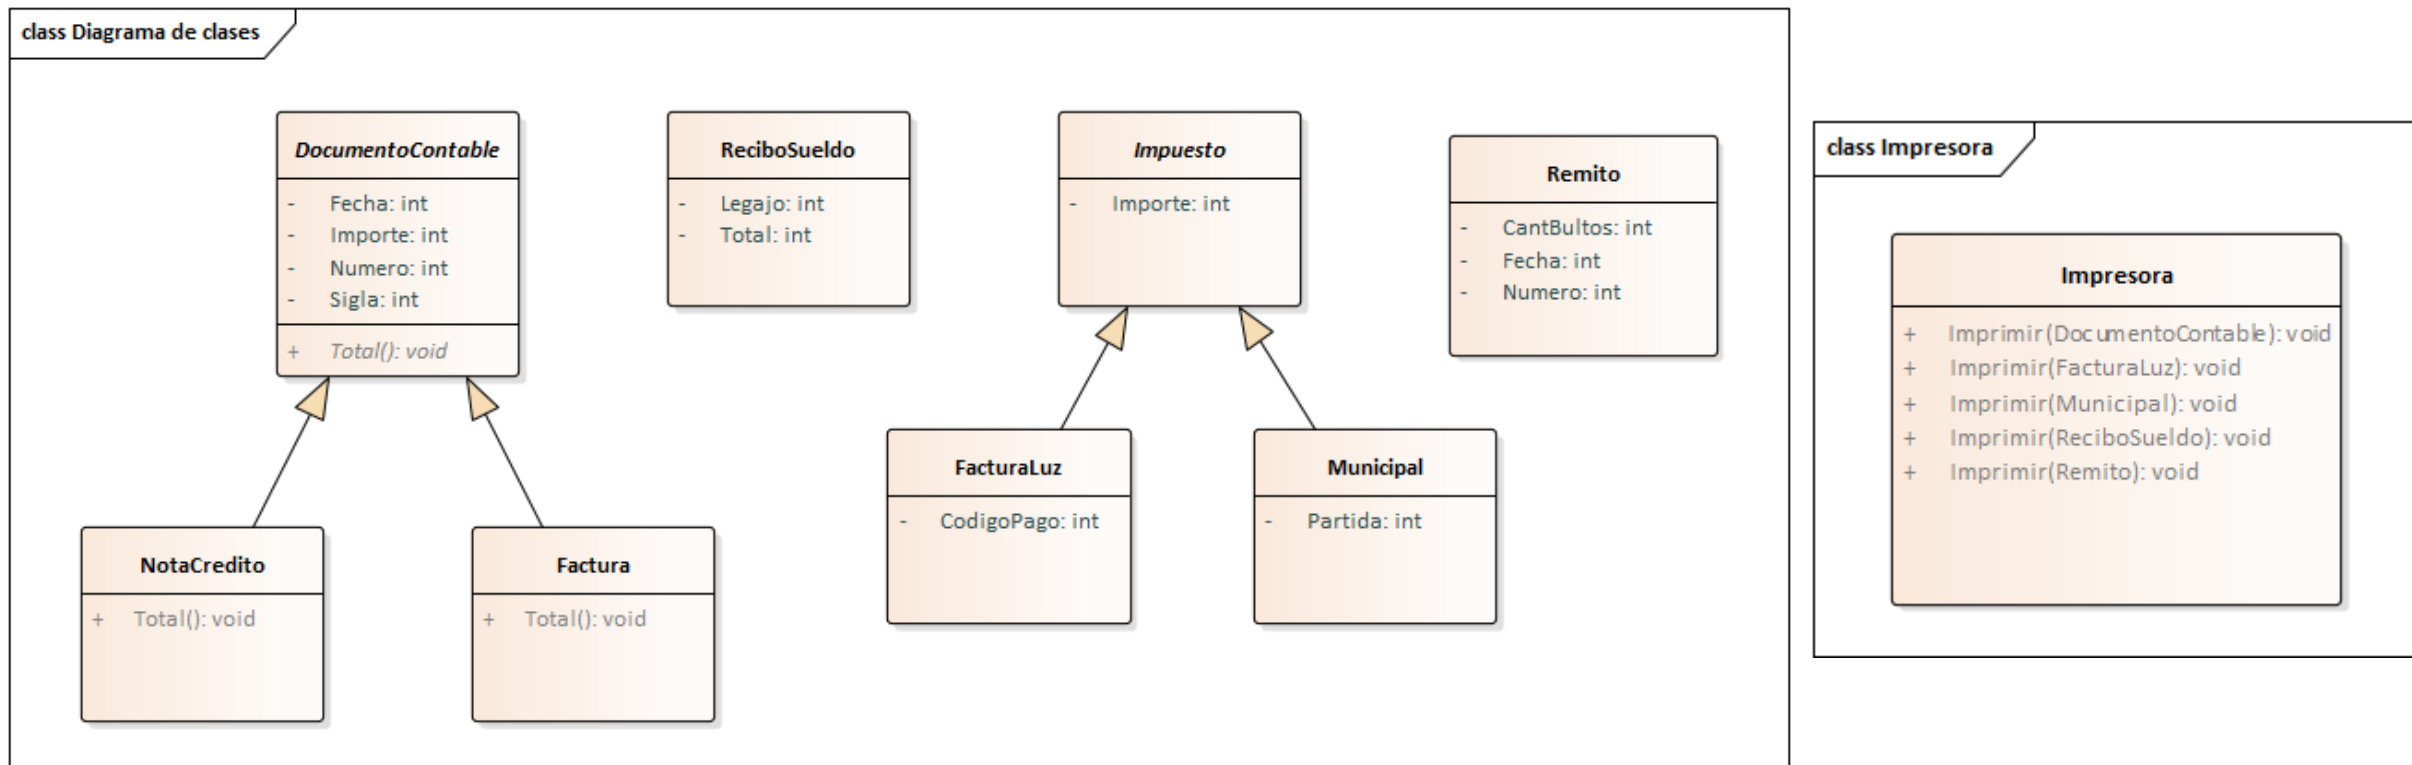 class Diagrama de clases
DocumentoContable
- Fecha: int
- Importe: int
- Numero: int
- Sigla: int
+ Total(): void
ReciboSueldo
- Legajo: int
- Total: int
Impuesto
- Importe: int
Remito
- CantBultos: int
- Fecha: int
- Numero: int
NotaCredito
+ Total(): void
Factura
+ Total(): void
FacturaLuz
- CodigoPago: int
Municipal
- Partida: int
class Impresora
Impresora
+ Imprimir(DocumentoContable): void
+ Imprimir(FacturaLuz): void
+ Imprimir(Municipal): void
+ Imprimir(ReciboSueldo): void
+ Imprimir(Remito): void